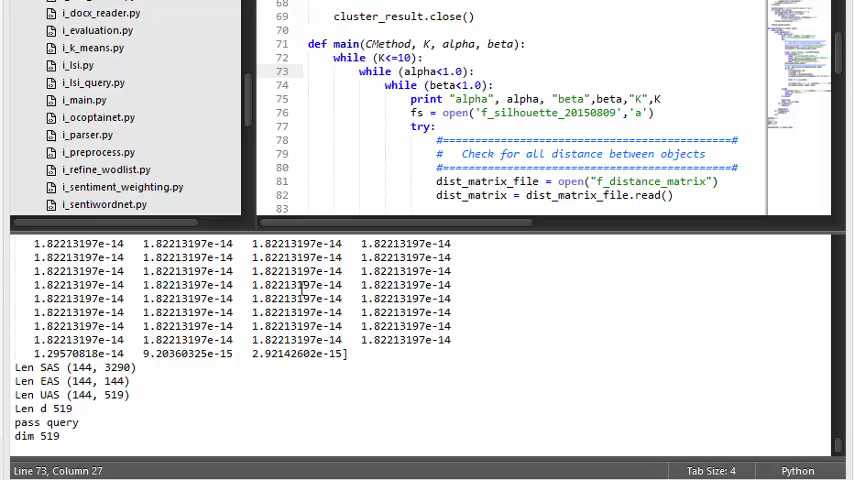 i_docx_reader.py
i_evaluation.py
i_k_means.py
i_lsi.py
i_lsi_query.py
i_main.py
i_ocoptainet.py
i_parser.py
i_preprocess.py
i_refine_wodlist.py
i_sentiment_weighting.py
i_sentiwordnet.py
68
69 cluster_result.close()
70
71 def main(CMethod, K, alpha, beta):
72 while (K<=10):
73 while (alpha<1.0):
74 while (beta<1.0):
75 print "alpha", alpha, "beta",beta,"K",K
76 fs = open('f_silhouette_20150809','a')
77 try:
78 #=============================================#
79 # Check for all distance between objects
80 #=============================================#
81 dist_matrix_file = open("f_distance_matrix")
82 dist_matrix = dist_matrix_file.read()
83
1.82213197e-14 1.82213197e-14 1.82213197e-14 1.82213197e-14
1.82213197e-14 1.82213197e-14 1.82213197e-14 1.82213197e-14
1.82213197e-14 1.82213197e-14 1.82213197e-14 1.82213197e-14
1.82213197e-14 1.82213197e-14 1.82213197e-14 1.82213197e-14
1.82213197e-14 1.82213197e-14 1.82213197e-14 1.82213197e-14
1.82213197e-14 1.82213197e-14 1.82213197e-14 1.82213197e-14
1.82213197e-14 1.82213197e-14 1.82213197e-14 1.82213197e-14
1.82213197e-14 1.82213197e-14 1.82213197e-14 1.82213197e-14
1.29570818e-14 9.20360325e-15 2.92142602e-15]
Len SAS (144, 3290)
Len EAS (144, 144)
Len UAS (144, 519)
Len d 519
pass query
dim 519
Line 73, Column 27 Tab Size: 4 Python